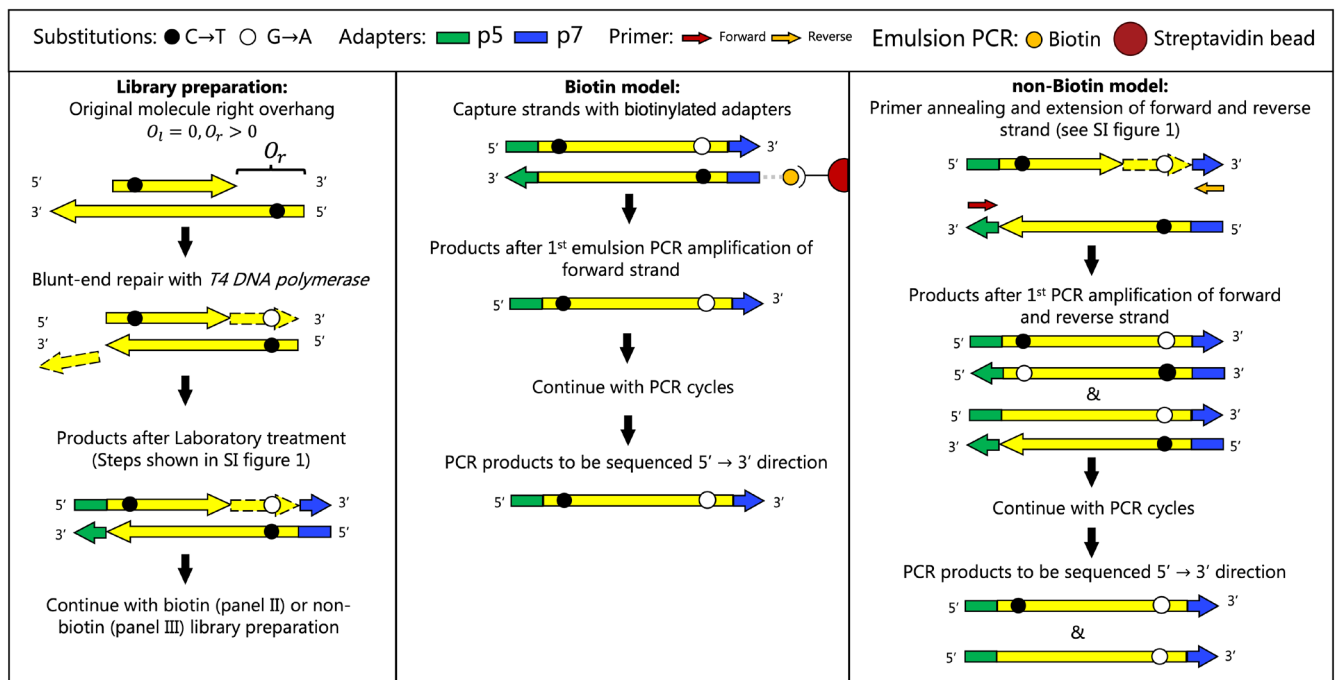 Substitutions: C→T G→A Adapters: p5 p7 Primer: Forward Reverse Emulsion PCR: Biotin Streptavidin bead
Library preparation:
Original molecule right overhang
Oₗ = 0, Oᵣ > 0
Oᵣ
5′ 3′
3′ 5′
Blunt-end repair with T4 DNA polymerase
5′ 3′
3′ 5′
Products after Laboratory treatment
(Steps shown in SI figure 1)
5′ 3′
3′ 5′
Continue with biotin (panel II) or non-
biotin (panel III) library preparation
Biotin model:
Capture strands with biotinylated adapters
5′ 3′
3′
Products after 1st emulsion PCR amplification of
forward strand
5′ 3′
Continue with PCR cycles
PCR products to be sequenced 5′ → 3′ direction
5′ 3′
non-Biotin model:
Primer annealing and extension of forward and reverse
strand (see SI figure 1)
5′ 3′
3′ 5′
Products after 1st PCR amplification of forward
and reverse strand
5′ 3′
5′ 3′
&
5′ 3′
3′ 5′
Continue with PCR cycles
PCR products to be sequenced 5′ → 3′ direction
5′ 3′
&
5′ 3′